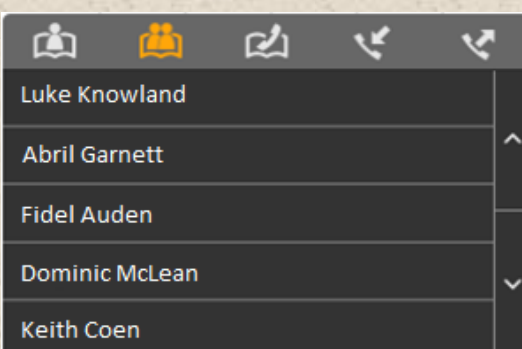 Luke Knowland
Abril Garnett
Fidel Auden
Dominic McLean
Keith Coen